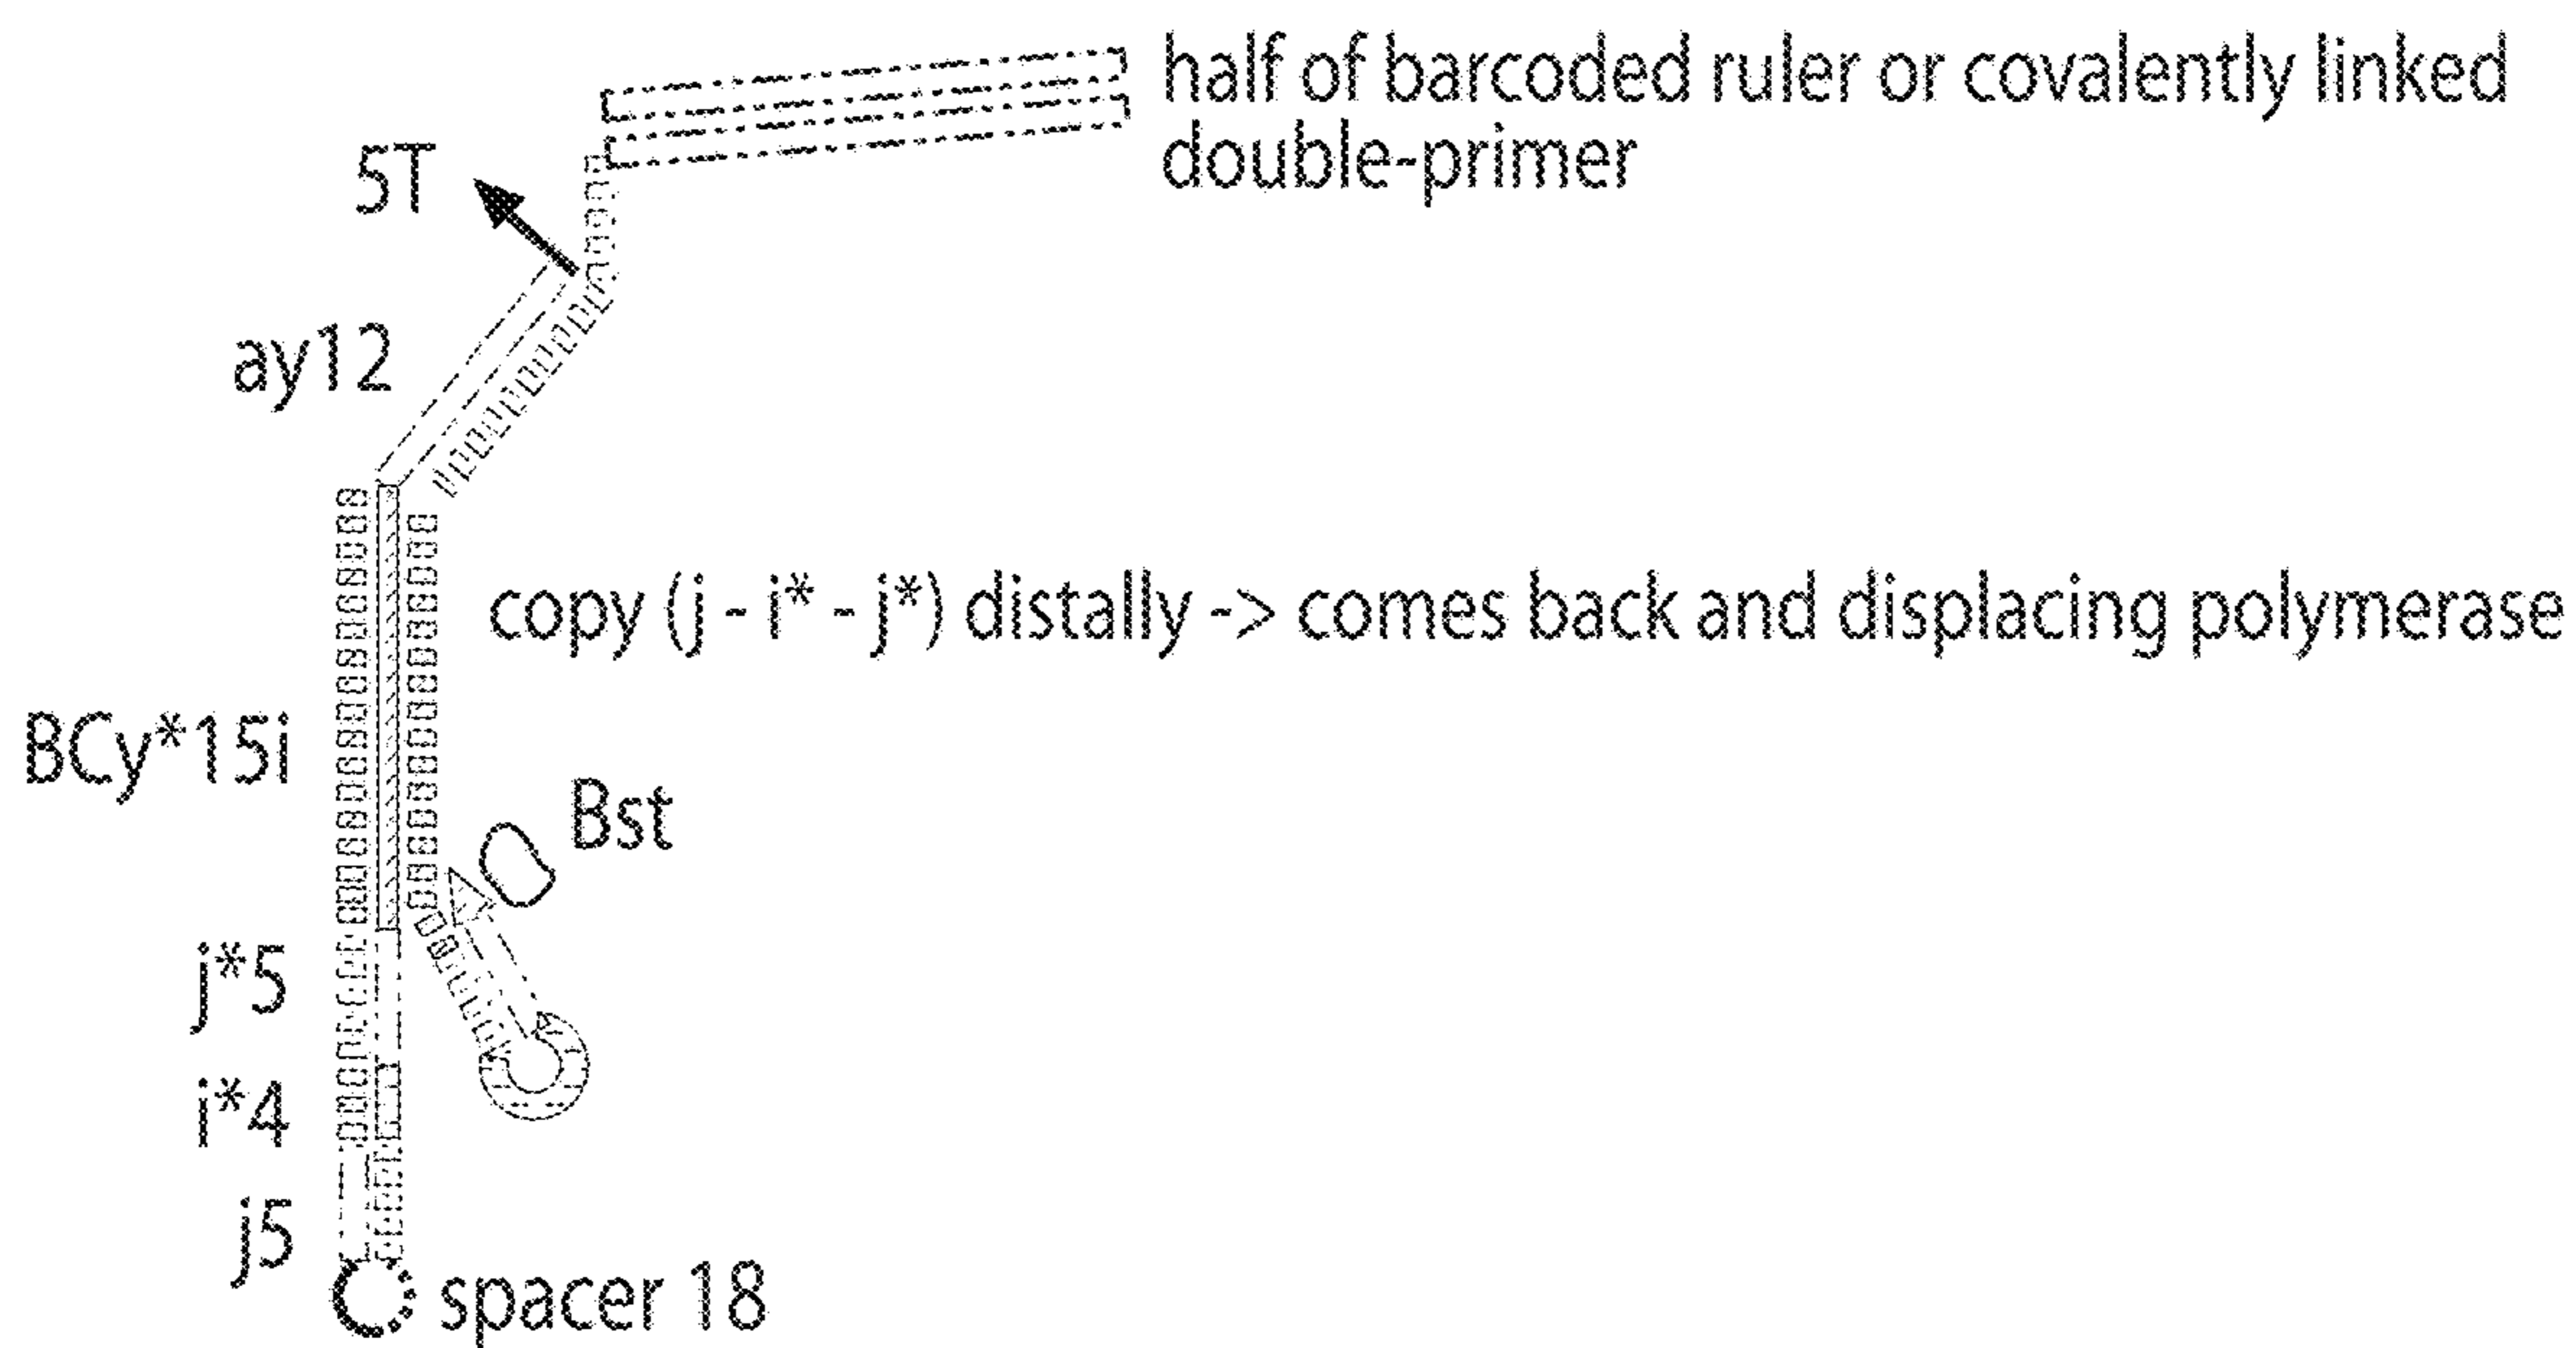 half of barcoded ruler or covalently linked
double-primer
5T
ay12
copy (j - i* - j*) distally -> comes back and displacing polymerase
BCy*15i
Bst
j*5
i*4
j5
spacer 18